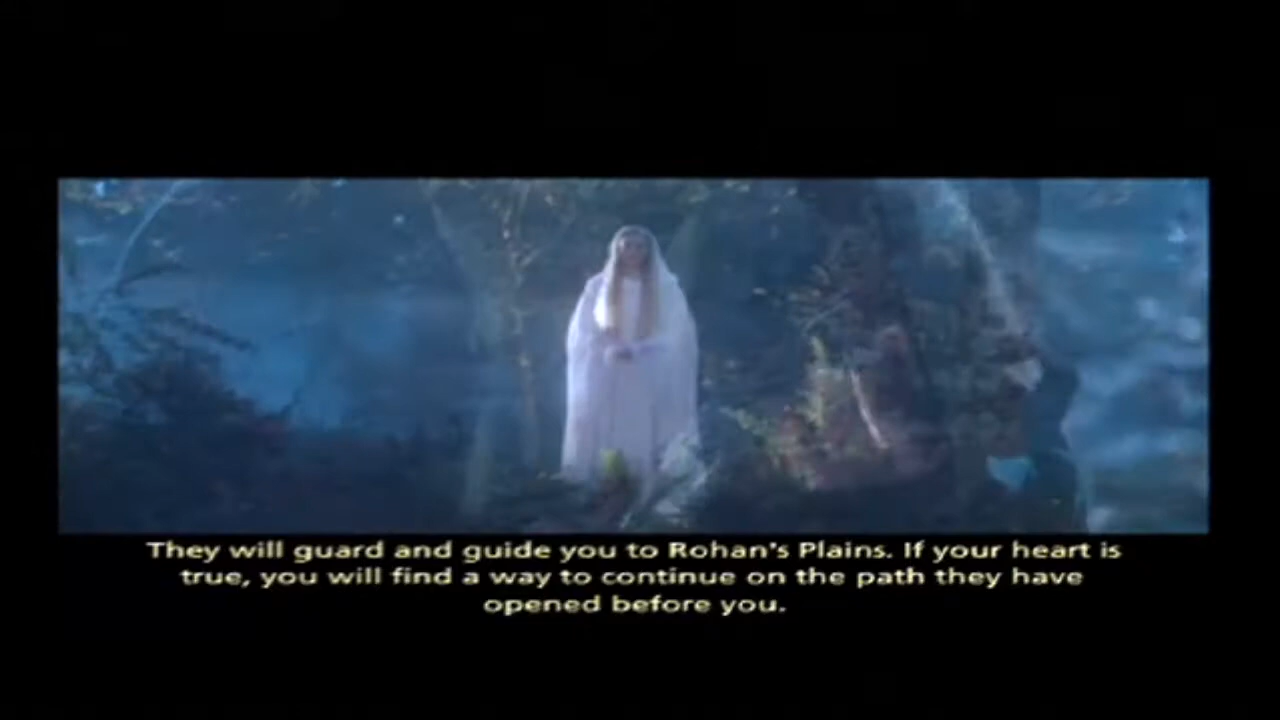 They will guard and guide you to Rohan's Plains. If your heart is
true, you will find a way to continue on the path they have
opened before you.